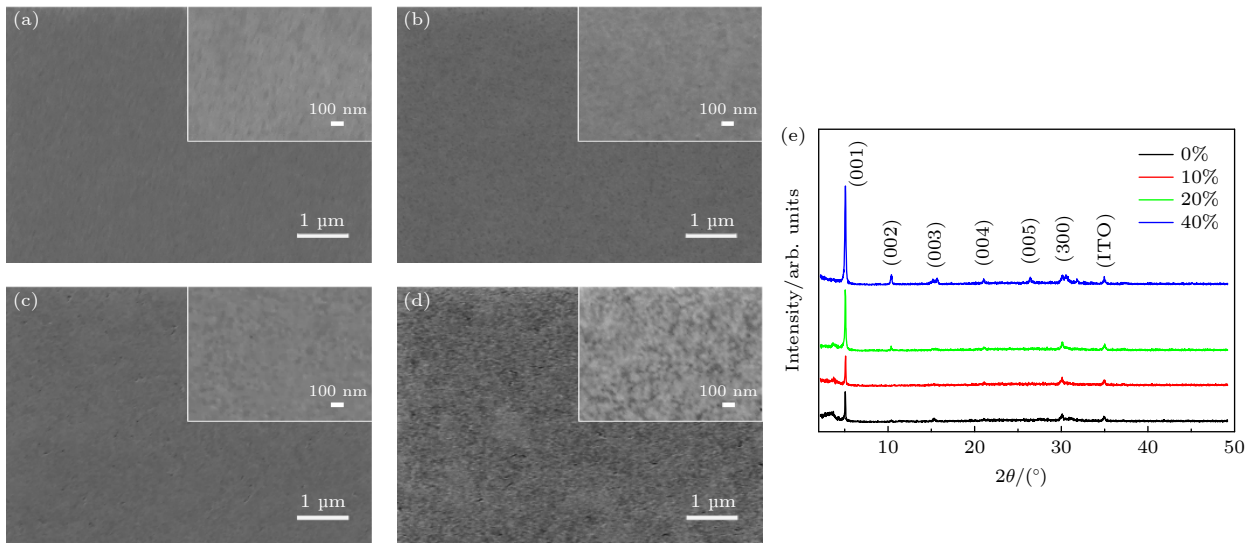 (a)
100 nm
1 µm
(b)
100 nm
1 µm
(c)
100 nm
1 µm
(d)
100 nm
1 µm
(e)
Intensity/arb. units
(001)
(002)
(003)
(004)
(005)
(300)
(ITO)
0%
10%
20%
40%
10 20 30 40 50
2θ/(°)